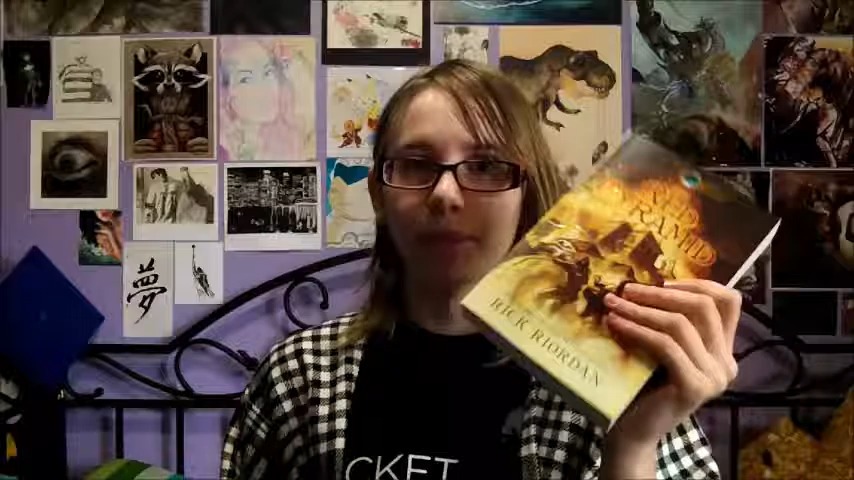 夢
RED
PYRAMID
RICK RIORDAN
CKET